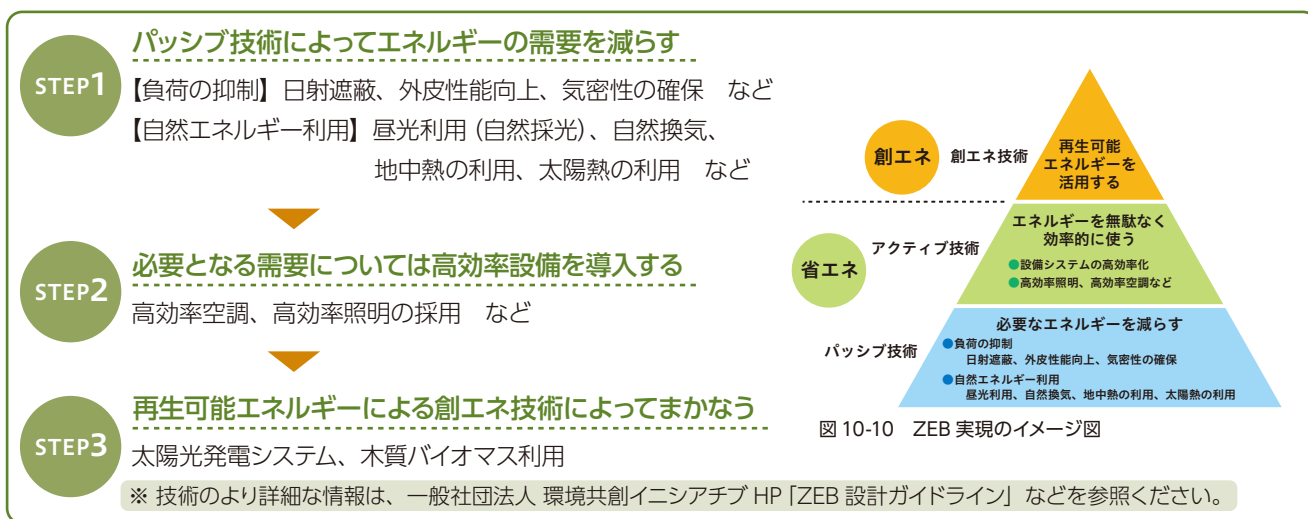 STEP1
パッシブ技術によってエネルギーの需要を減らす
【負荷の抑制】日射遮蔽、外皮性能向上、気密性の確保　など
【自然エネルギー利用】昼光利用（自然採光）、自然換気、
地中熱の利用、太陽熱の利用　など
STEP2
必要となる需要については高効率設備を導入する
高効率空調、高効率照明の採用　など
STEP3
再生可能エネルギーによる創エネ技術によってまかなう
太陽光発電システム、木質バイオマス利用
※ 技術のより詳細な情報は、一般社団法人 環境共創イニシアチブ HP「ZEB 設計ガイドライン」などを参照ください。
創エネ
創エネ技術
再生可能
エネルギーを
活用する
省エネ
アクティブ技術
エネルギーを無駄なく
効率的に使う
●設備システムの高効率化
●高効率照明、高効率空調など
パッシブ技術
必要なエネルギーを減らす
●負荷の抑制
日射遮蔽、外皮性能向上、気密性の確保
●自然エネルギー利用
昼光利用、自然換気、地中熱の利用、太陽熱の利用
図 10-10　ZEB 実現のイメージ図